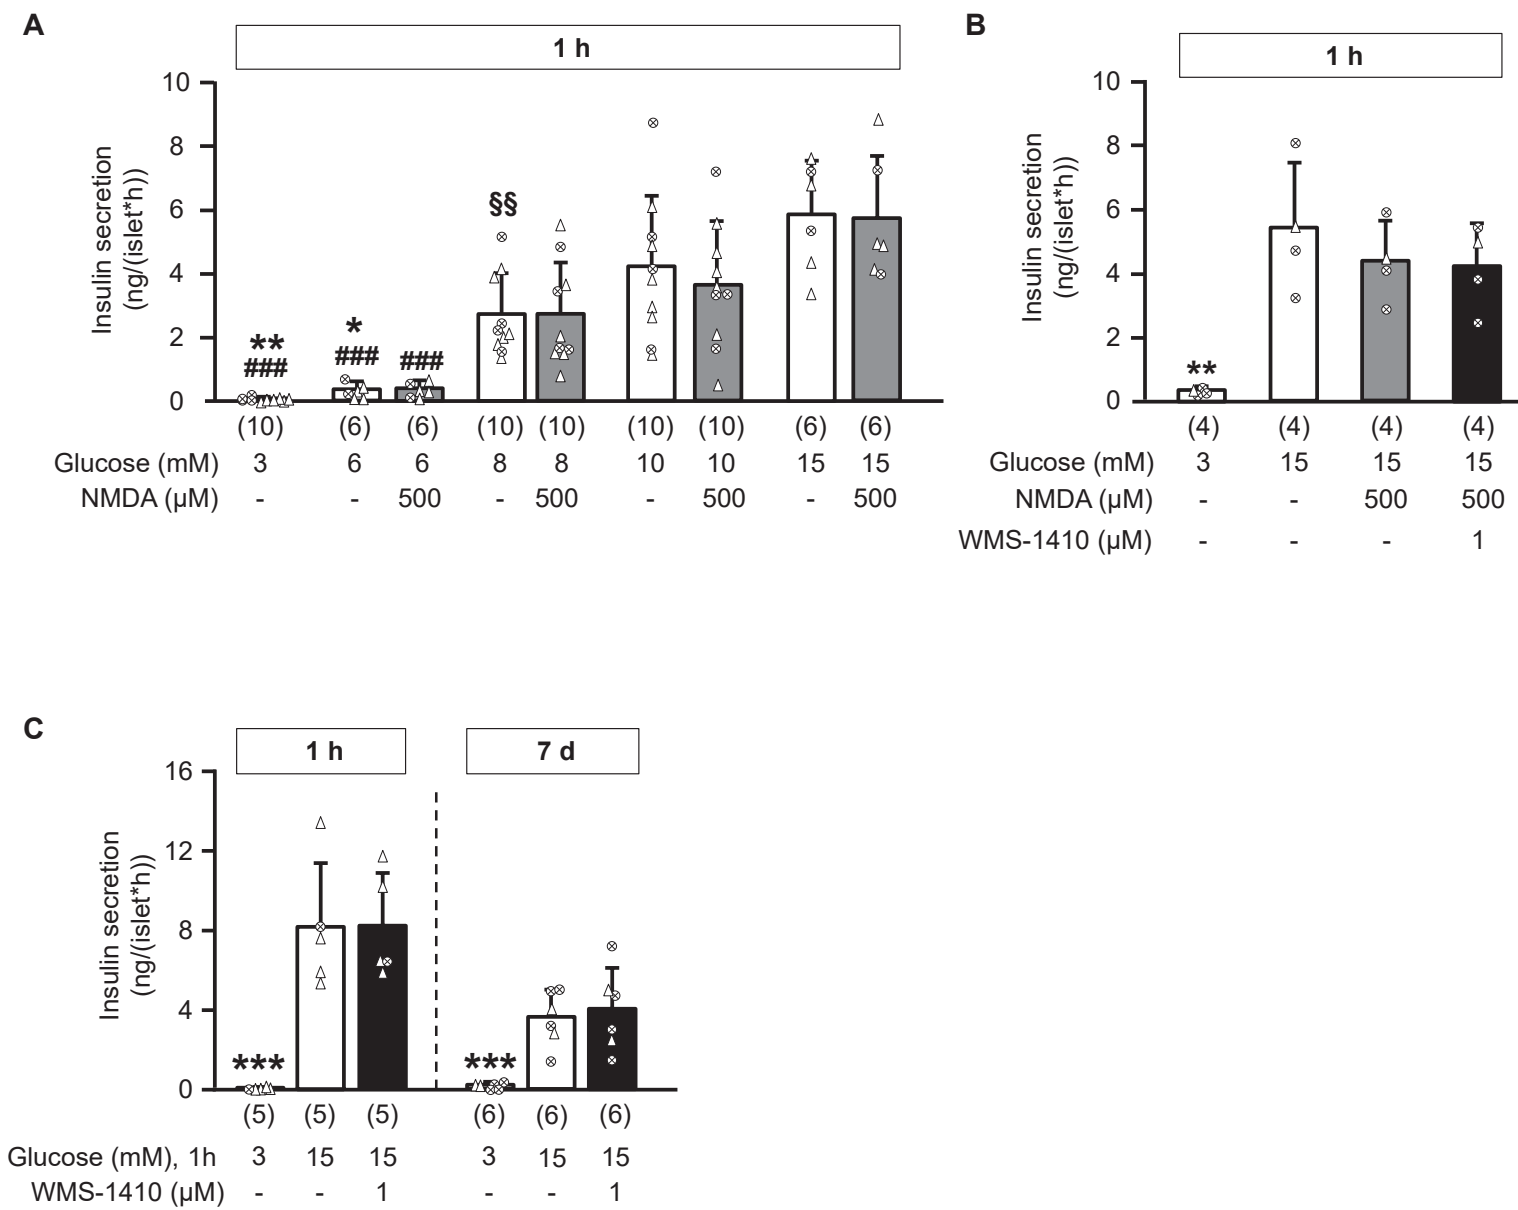 A
1 h
10
8
6
4
2
0
Insulin secretion
(ng/(islet*h))
**
###
*
###
###
§§
(10) (6) (6) (10) (10) (10) (10) (6) (6)
Glucose (mM) 3 6 6 8 8 10 10 15 15
NMDA (µM) - - 500 - 500 - 500 - 500
B
1 h
10
8
6
4
2
0
Insulin secretion
(ng/(islet*h))
**
(4) (4) (4) (4)
Glucose (mM) 3 15 15 15
NMDA (µM) - - 500 500
WMS-1410 (µM) - - - 1
C
1 h
7 d
16
12
8
4
0
Insulin secretion
(ng/(islet*h))
***
***
(5) (5) (5) (6) (6) (6)
Glucose (mM), 1h 3 15 15 3 15 15
WMS-1410 (µM) - - 1 - - 1